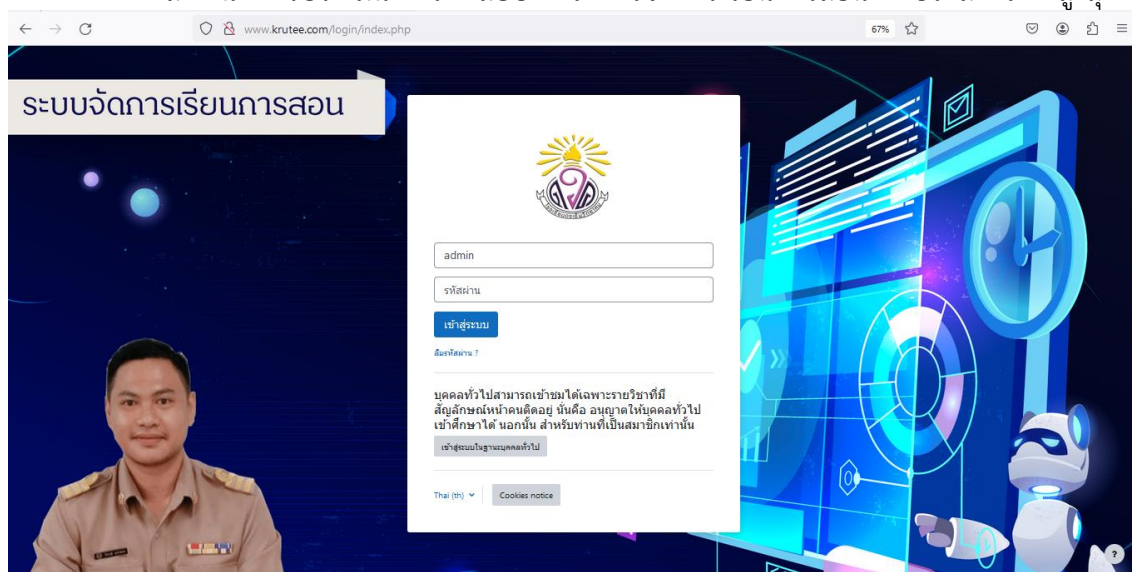 www.krutee.com/login/index.php
67%
ระบบจัดการเรียนการสอน
admin
รหัสผ่าน
เข้าสู่ระบบ
ลืมรหัสผ่าน ?
บุคคลทั่วไปสามารถเข้าชมได้เฉพาะรายวิชาที่มี
สัญลักษณ์หน้าคนติดอยู่ นั่นคือ อนุญาตให้บุคคลทั่วไป
เข้าศึกษาได้ นอกนั้น สำหรับท่านที่เป็นสมาชิกเท่านั้น
เข้าสู่ระบบในฐานะบุคคลทั่วไป
Thai (th)
Cookies notice
?